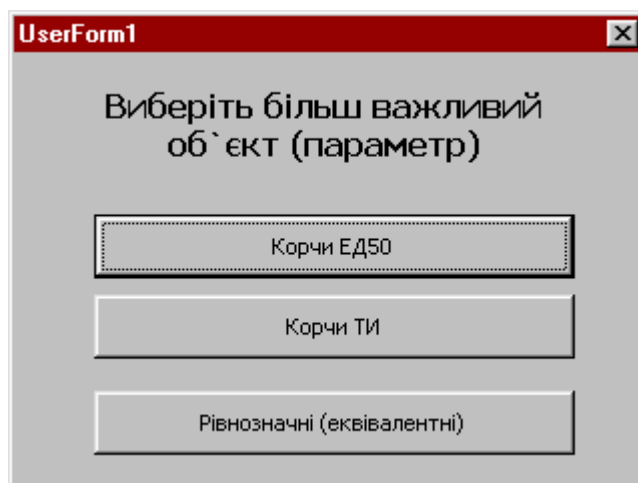 UserForm1
Виберіть більш важливий
об`єкт (параметр)
Корчи ЕД50
Корчи ТИ
Рівнозначні (еквівалентні)